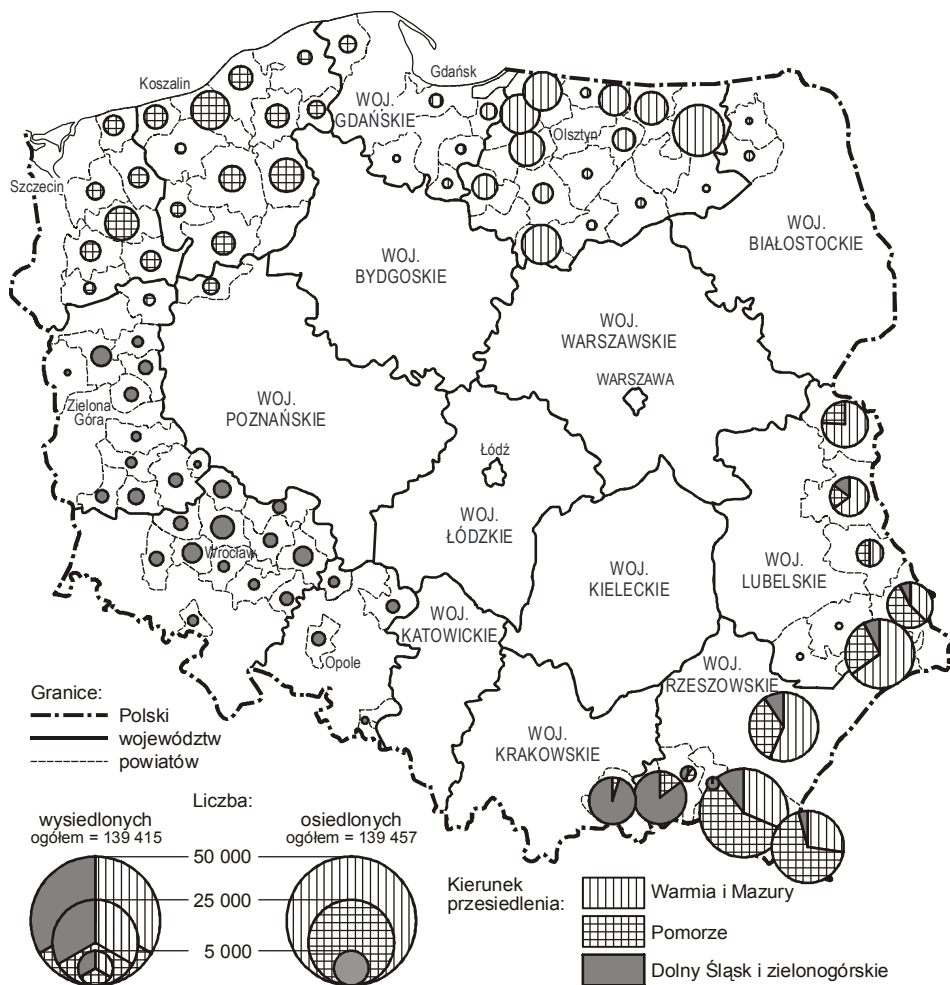 Koszalin
Gdańsk
WOJ.
GDAŃSKIE
Olsztyn
Szczecin
WOJ.
BIAŁOSTOCKIE
WOJ.
BYDGOSKIE
WOJ.
WARSZAWSKIE
WARSZAWA
Zielona
Góra
WOJ.
POZNAŃSKIE
Łódź
WOJ.
ŁÓDZKIE
Wrocław
WOJ.
KIELECKIE
WOJ.
LUBELSKIE
WOJ.
KATOWICKIE
Opole
WOJ.
RZESZOWSKIE
WOJ.
KRAKOWSKIE
Granice:
Polski
województw
powiatów
Liczba:
wysiedlonych
ogółem = 139 415
osiedlonych
ogółem = 139 457
50 000
25 000
5 000
Kierunek
przesiedlenia:
Warmia i Mazury
Pomorze
Dolny Śląsk i zielonogórskie